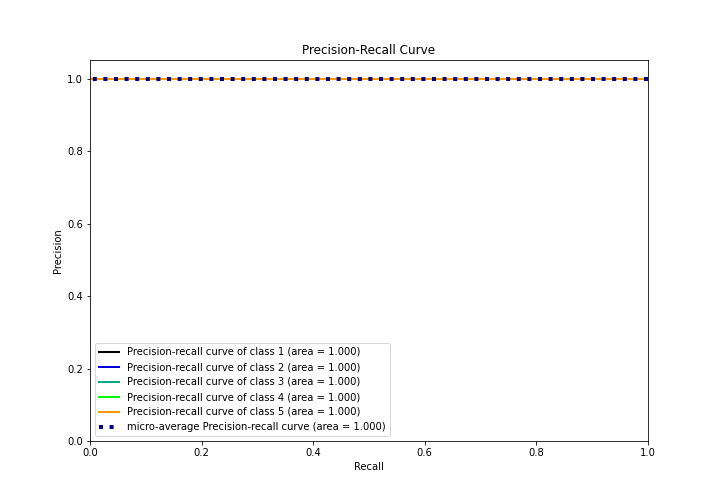 Precision-Recall Curve
1.0
0.8
0.6
0.4
0.2
0.0
Precision
Precision-recall curve of class 1 (area = 1.000)
Precision-recall curve of class 2 (area = 1.000)
Precision-recall curve of class 3 (area = 1.000)
Precision-recall curve of class 4 (area = 1.000)
Precision-recall curve of class 5 (area = 1.000)
micro-average Precision-recall curve (area = 1.000)
0.0 0.2 0.4 0.6 0.8 1.0
Recall